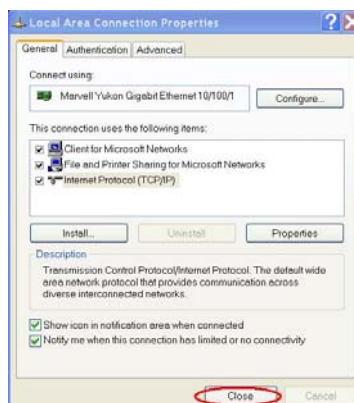 Local Area Connection Properties
General Authentication Advanced
Connect using:
Marvell Yukon Gigabit Ethernet 10/100/1
Configure...
This connection uses the following items:
Client for Microsoft Networks
File and Printer Sharing for Microsoft Networks
Internet Protocol (TCP/IP)
Install... Uninstall Properties
Description
Transmission Control Protocol/Internet Protocol. The default wide
area network protocol that provides communication across
diverse interconnected networks.
Show icon in notification area when connected
Notify me when this connection has limited or no connectivity
Close Cancel